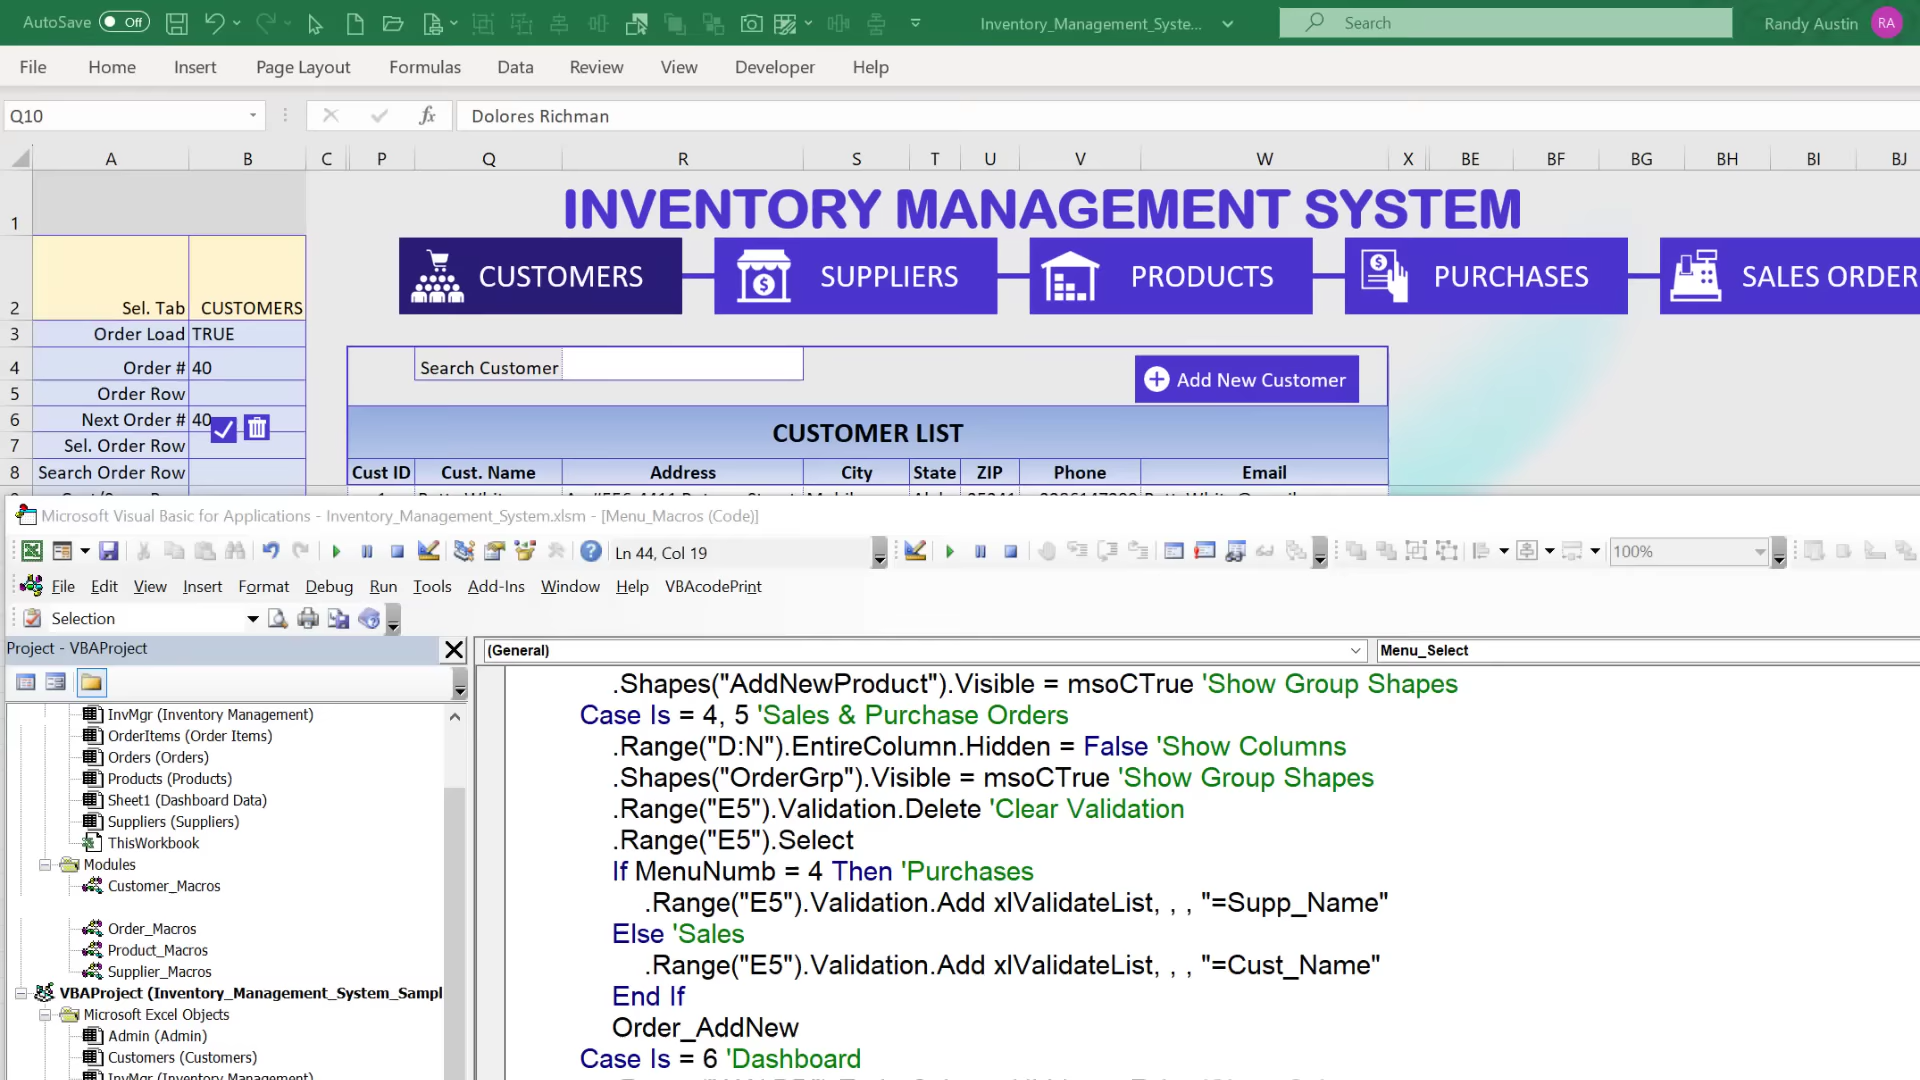 AutoSave Off Inventory_Management_Syste... Search Randy Austin RA
File Home Insert Page Layout Formulas Data Review View Developer Help
Q10 fx Dolores Richman
A B C P Q R S T U V W X BE BF BG BH BI BJ
1 INVENTORY MANAGEMENT SYSTEM
CUSTOMERS SUPPLIERS PRODUCTS PURCHASES SALES ORDER
2 Sel. Tab CUSTOMERS
3 Order Load TRUE
4 Order # 40 Search Customer Add New Customer
5 Order Row
6 Next Order # 40 CUSTOMER LIST
7 Sel. Order Row
8 Search Order Row Cust ID Cust. Name Address City State ZIP Phone Email
Microsoft Visual Basic for Applications - Inventory_Management_System.xlsm - [Menu_Macros (Code)]
Ln 44, Col 19 100%
File Edit View Insert Format Debug Run Tools Add-Ins Window Help VBAcodePrint
Selection
Project - VBAProject
(General) Menu_Select
InvMgr (Inventory Management)
OrderItems (Order Items)
Orders (Orders)
Products (Products)
Sheet1 (Dashboard Data)
Suppliers (Suppliers)
ThisWorkbook
Modules
Customer_Macros
Order_Macros
Product_Macros
Supplier_Macros
VBAProject (Inventory_Management_System_Sampl
Microsoft Excel Objects
Admin (Admin)
Customers (Customers)
InvMgr (Inventory Management)
.Shapes("AddNewProduct").Visible = msoCTrue 'Show Group Shapes
Case Is = 4, 5 'Sales & Purchase Orders
.Range("D:N").EntireColumn.Hidden = False 'Show Columns
.Shapes("OrderGrp").Visible = msoCTrue 'Show Group Shapes
.Range("E5").Validation.Delete 'Clear Validation
.Range("E5").Select
If MenuNumb = 4 Then 'Purchases
.Range("E5").Validation.Add xlValidateList, , , "=Supp_Name"
Else 'Sales
.Range("E5").Validation.Add xlValidateList, , , "=Cust_Name"
End If
Order_AddNew
Case Is = 6 'Dashboard